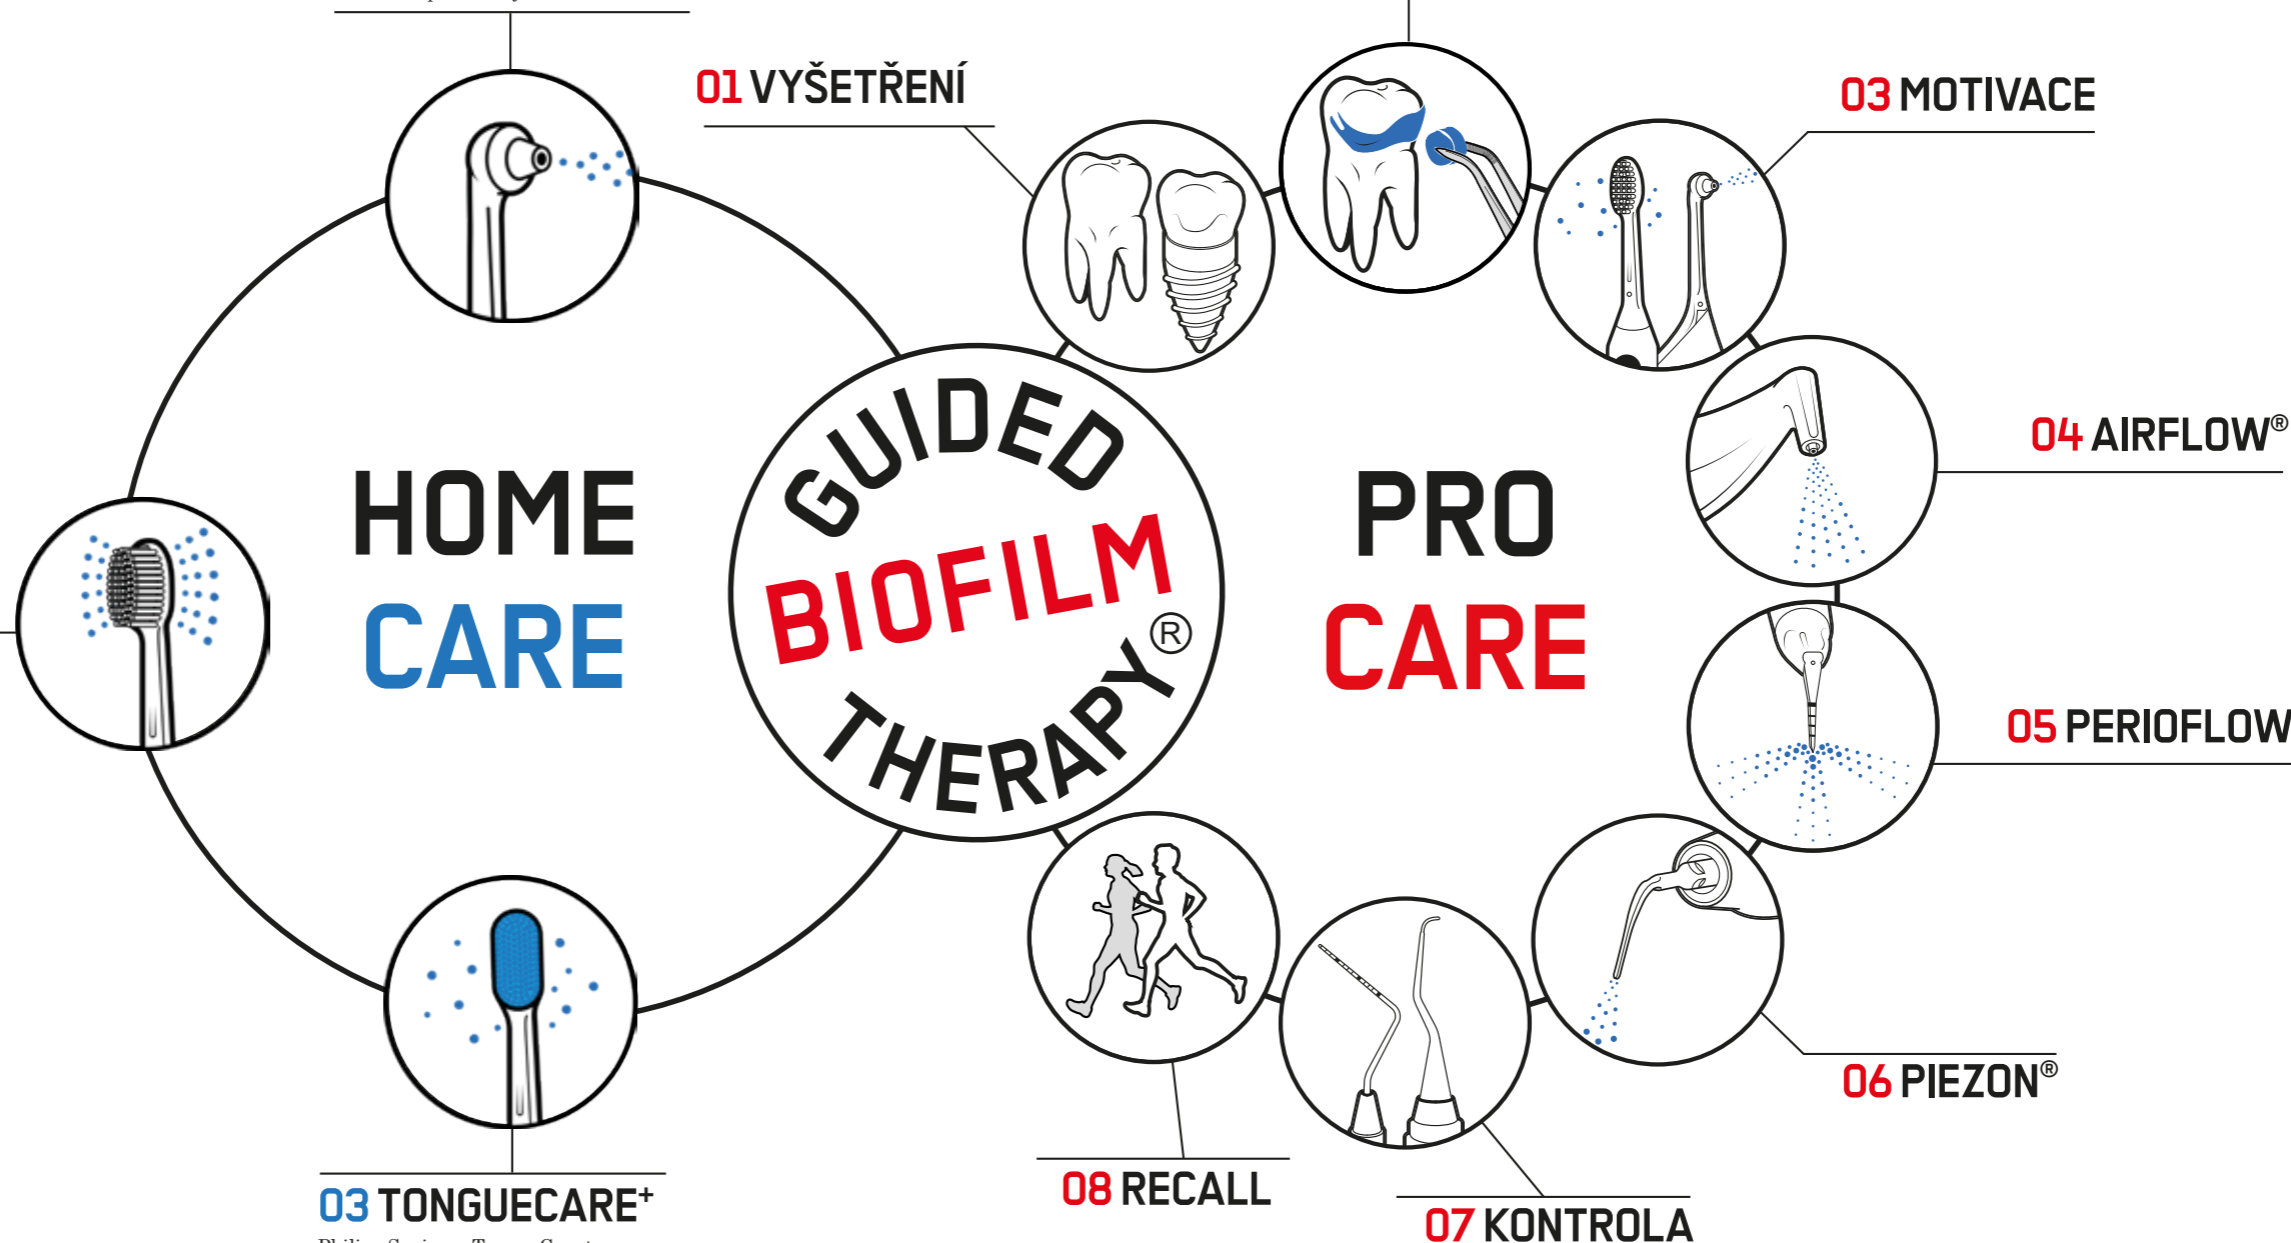 01 VYŠETŘENÍ
03 MOTIVACE
04 AIRFLOW®
05 PERIOFLOW
06 PIEZON®
07 KONTROLA
08 RECALL
HOME
CARE
GUIDED
BIOFILM
THERAPY®
PRO
CARE
03 TONGUECARE+